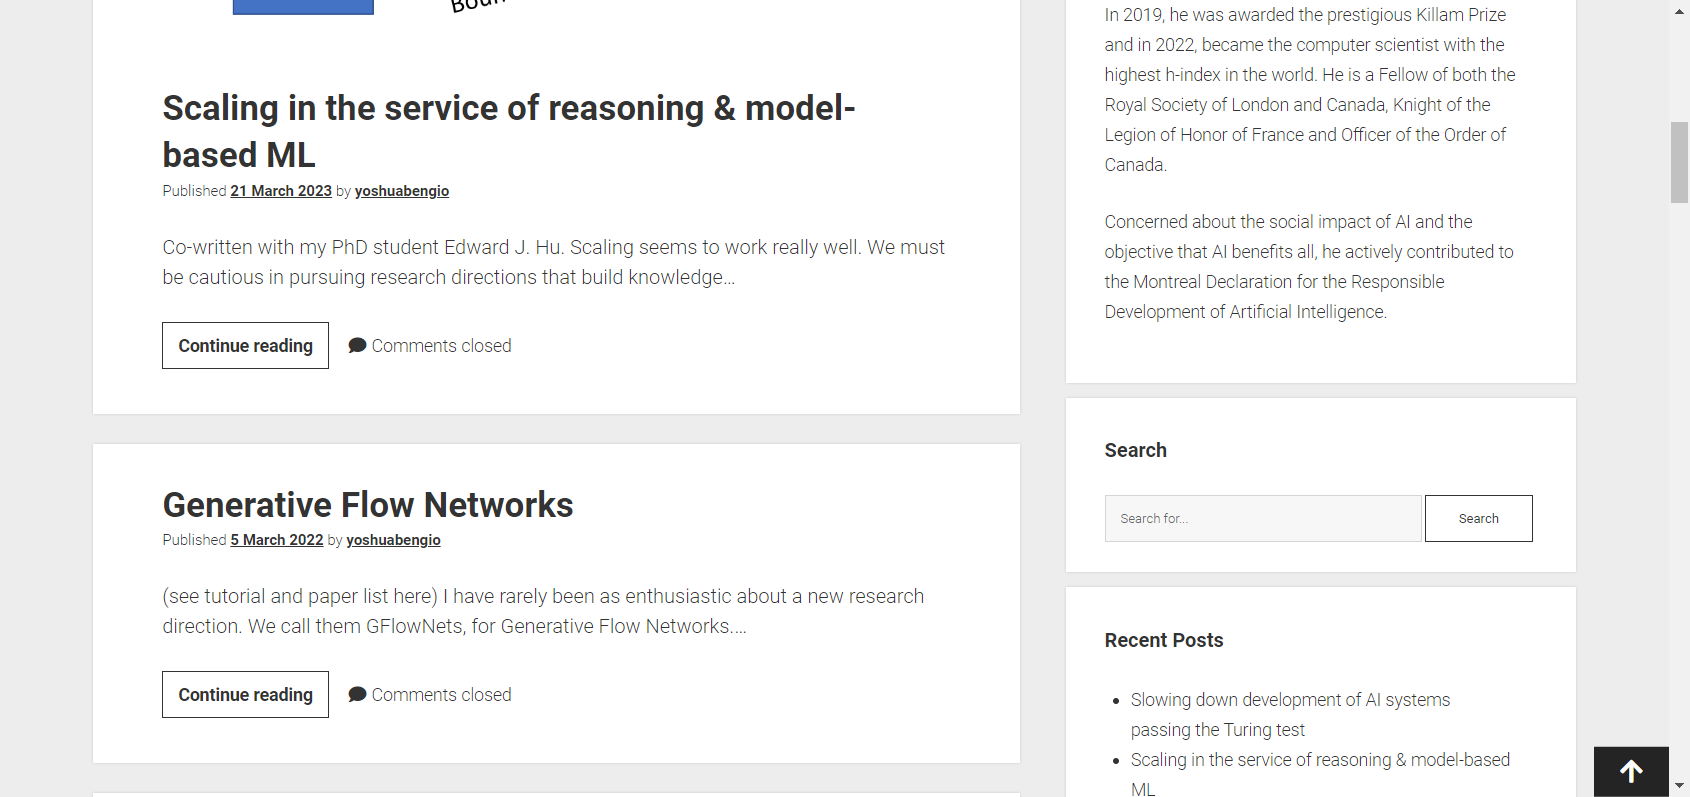 Scaling in the service of reasoning & model-
based ML
Published 21 March 2023 by yoshuabengio
Co-written with my PhD student Edward J. Hu. Scaling seems to work really well. We must
be cautious in pursuing research directions that build knowledge…
Continue reading
Comments closed
Generative Flow Networks
Published 5 March 2022 by yoshuabengio
(see tutorial and paper list here) I have rarely been as enthusiastic about a new research
direction. We call them GFlowNets, for Generative Flow Networks.…
Continue reading
Comments closed
In 2019, he was awarded the prestigious Killam Prize
and in 2022, became the computer scientist with the
highest h-index in the world. He is a Fellow of both the
Royal Society of London and Canada, Knight of the
Legion of Honor of France and Officer of the Order of
Canada.
Concerned about the social impact of AI and the
objective that AI benefits all, he actively contributed to
the Montreal Declaration for the Responsible
Development of Artificial Intelligence.
Search
Search for...
Search
Recent Posts
Slowing down development of AI systems
passing the Turing test
Scaling in the service of reasoning & model-based
ML